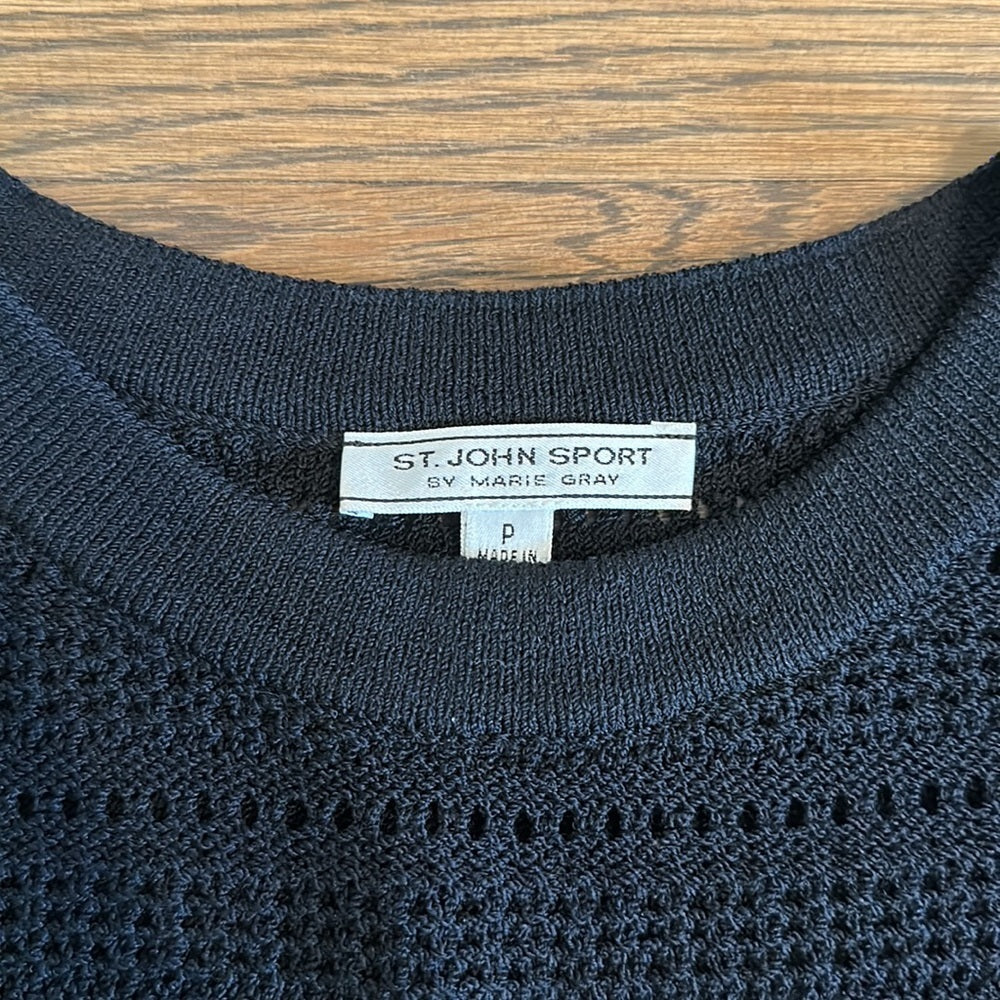 ST. JOHN SPORT
BY MARIE GRAY
P
MADE IN